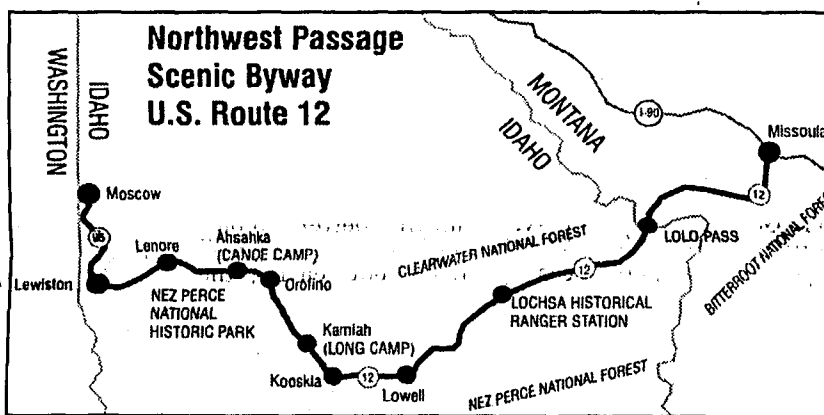 Northwest Passage
Scenic Byway
U.S. Route 12
WASHINGTON
IDAHO
MONTANA
IDAHO
I-90
Missoula
12
Moscow
Lenore
Ahsahka
(CANOE CAMP)
CLEARWATER NATIONAL FOREST
LOLO PASS
BITTERROOT NATIONAL FOREST
Lewiston
Orofino
12
NEZ PERCE
NATIONAL
HISTORIC PARK
LOCHSA HISTORICAL
RANGER STATION
Kamiah
(LONG CAMP)
Kooskia
12
Lowell
NEZ PERCE NATIONAL FOREST